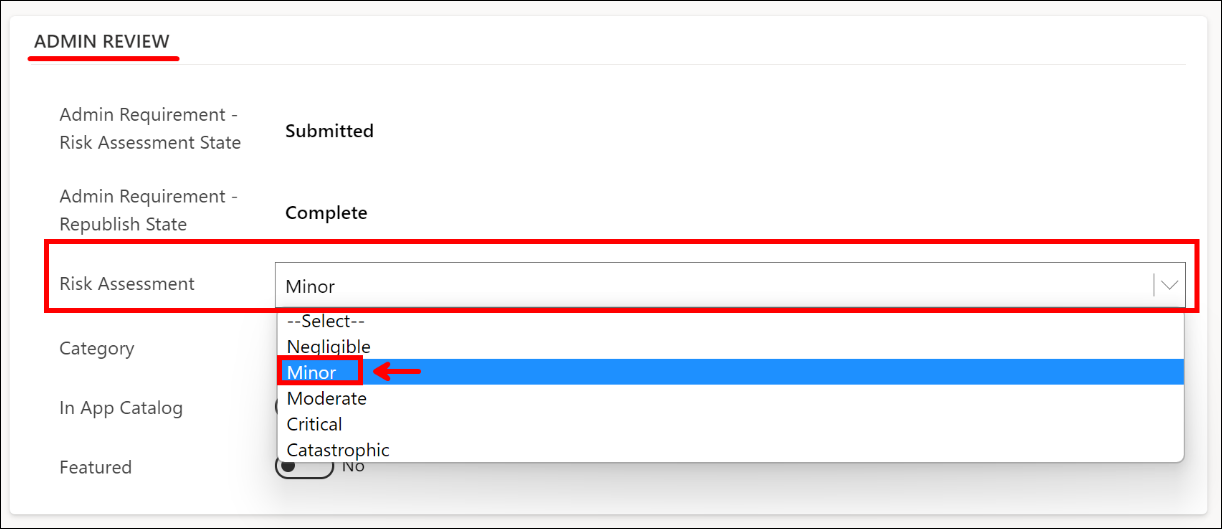 ADMIN REVIEW
Admin Requirement -
Risk Assessment State
Submitted
Admin Requirement -
Republish State
Complete
Risk Assessment
Minor
--Select--
Negligible
Minor
Moderate
Critical
Catastrophic
Category
In App Catalog
Featured
No